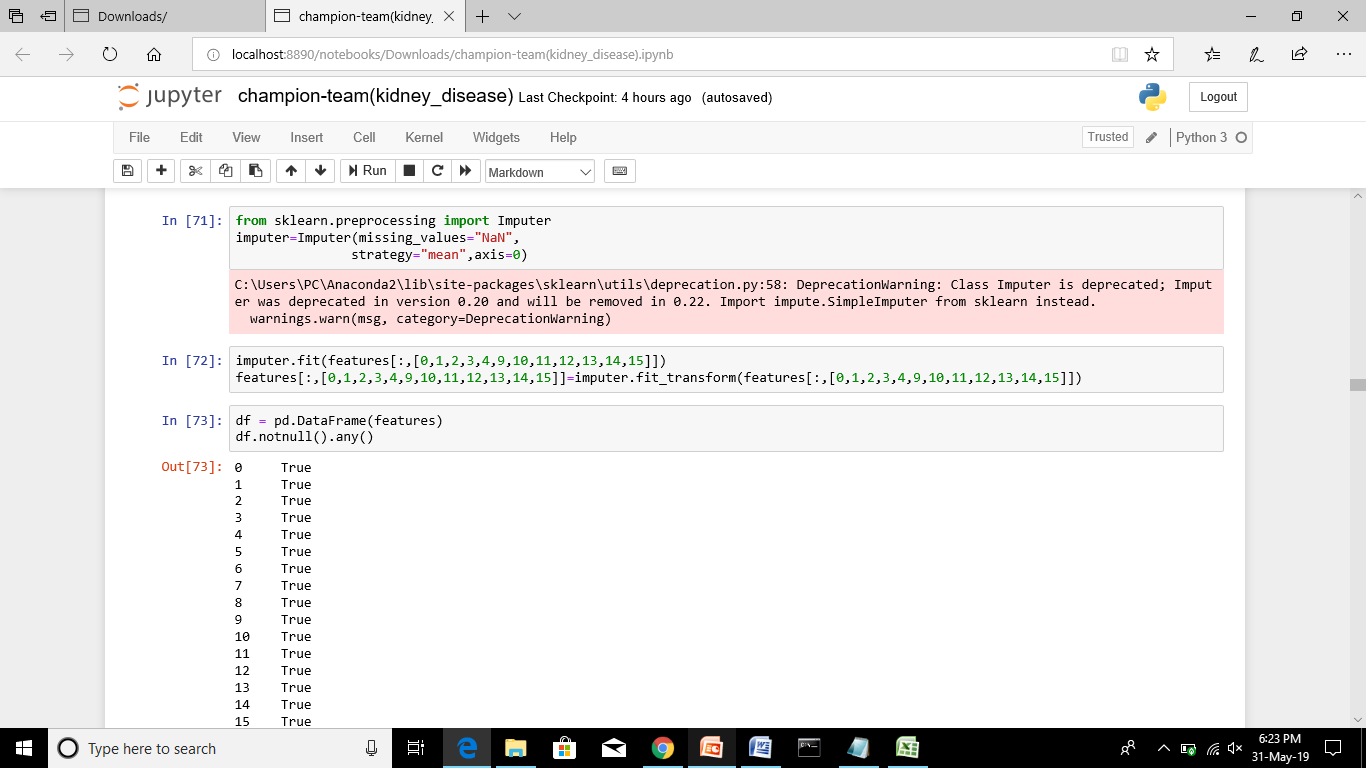 Downloads/
champion-team(kidney_
localhost:8890/notebooks/Downloads/champion-team(kidney_disease).ipynb
jupyter champion-team(kidney_disease) Last Checkpoint: 4 hours ago (autosaved)
Logout
File Edit View Insert Cell Kernel Widgets Help
Trusted Python 3
Run Markdown
In [71]: from sklearn.preprocessing import Imputer
imputer=Imputer(missing_values="NaN",
strategy="mean",axis=0)
C:\Users\PC\Anaconda2\lib\site-packages\sklearn\utils\deprecation.py:58: DeprecationWarning: Class Imputer is deprecated; Imput
er was deprecated in version 0.20 and will be removed in 0.22. Import impute.SimpleImputer from sklearn instead.
warnings.warn(msg, category=DeprecationWarning)
In [72]: imputer.fit(features[:,[0,1,2,3,4,9,10,11,12,13,14,15]])
features[:,[0,1,2,3,4,9,10,11,12,13,14,15]]=imputer.fit_transform(features[:,[0,1,2,3,4,9,10,11,12,13,14,15]])
In [73]: df = pd.DataFrame(features)
df.notnull().any()
Out[73]: 0 True
1 True
2 True
3 True
4 True
5 True
6 True
7 True
8 True
9 True
10 True
11 True
12 True
13 True
14 True
15 True
Type here to search
6:23 PM
31-May-19